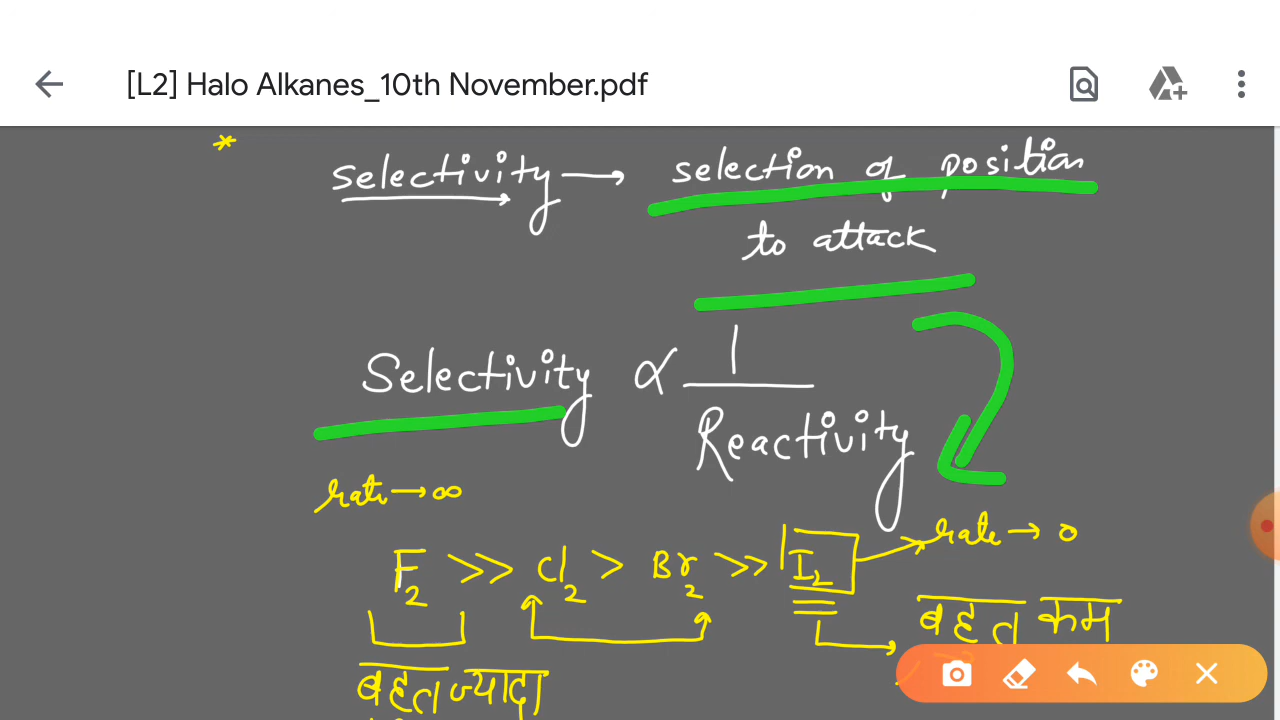 [L2] Halo Alkanes_10th November.pdf
* selectivity → selection of position
to attack
Selectivity ∝ 1
Reactivity
rate → ∞
rate → 0
F2 >> Cl2 > Br2 >> I2
बहुत कम
बहुत ज्यादा